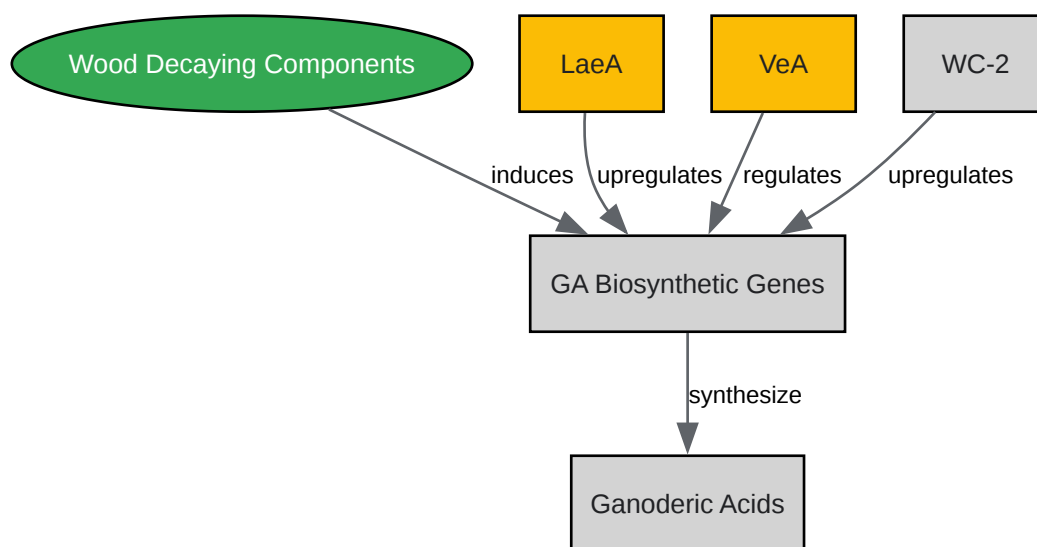 Wood Decaying Components
LaeA
VeA
WC-2
induces
upregulates
regulates
upregulates
GA Biosynthetic Genes
synthesize
Ganoderic Acids